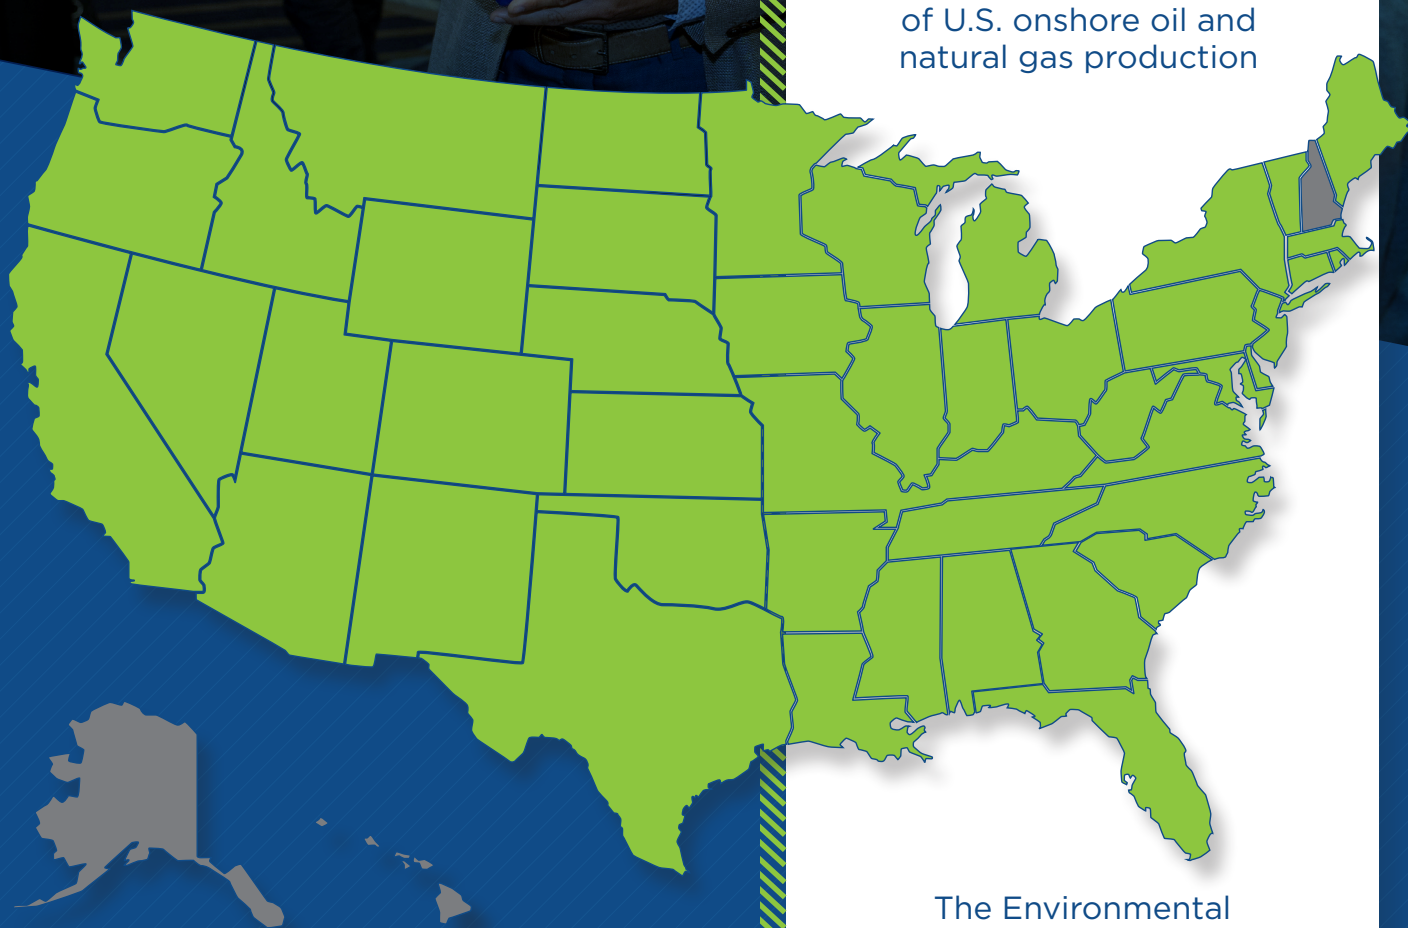 of U.S. onshore oil and
natural gas production
The Environmental